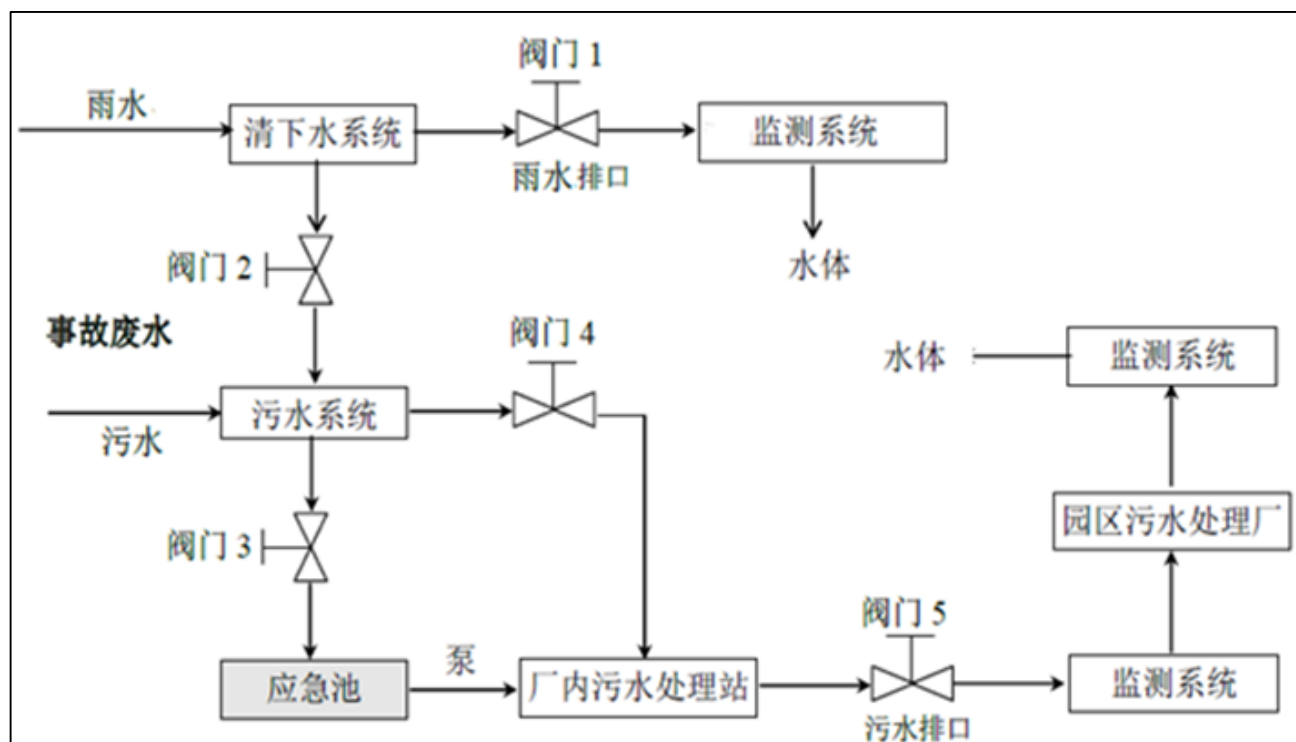 阀门 1
雨水
清下水系统
监测系统
雨水排口
阀门 2
水体
事故废水
阀门 4
水体
监测系统
污水系统
污水
园区污水处理厂
阀门 3
阀门 5
泵
应急池
厂内污水处理站
监测系统
污水排口